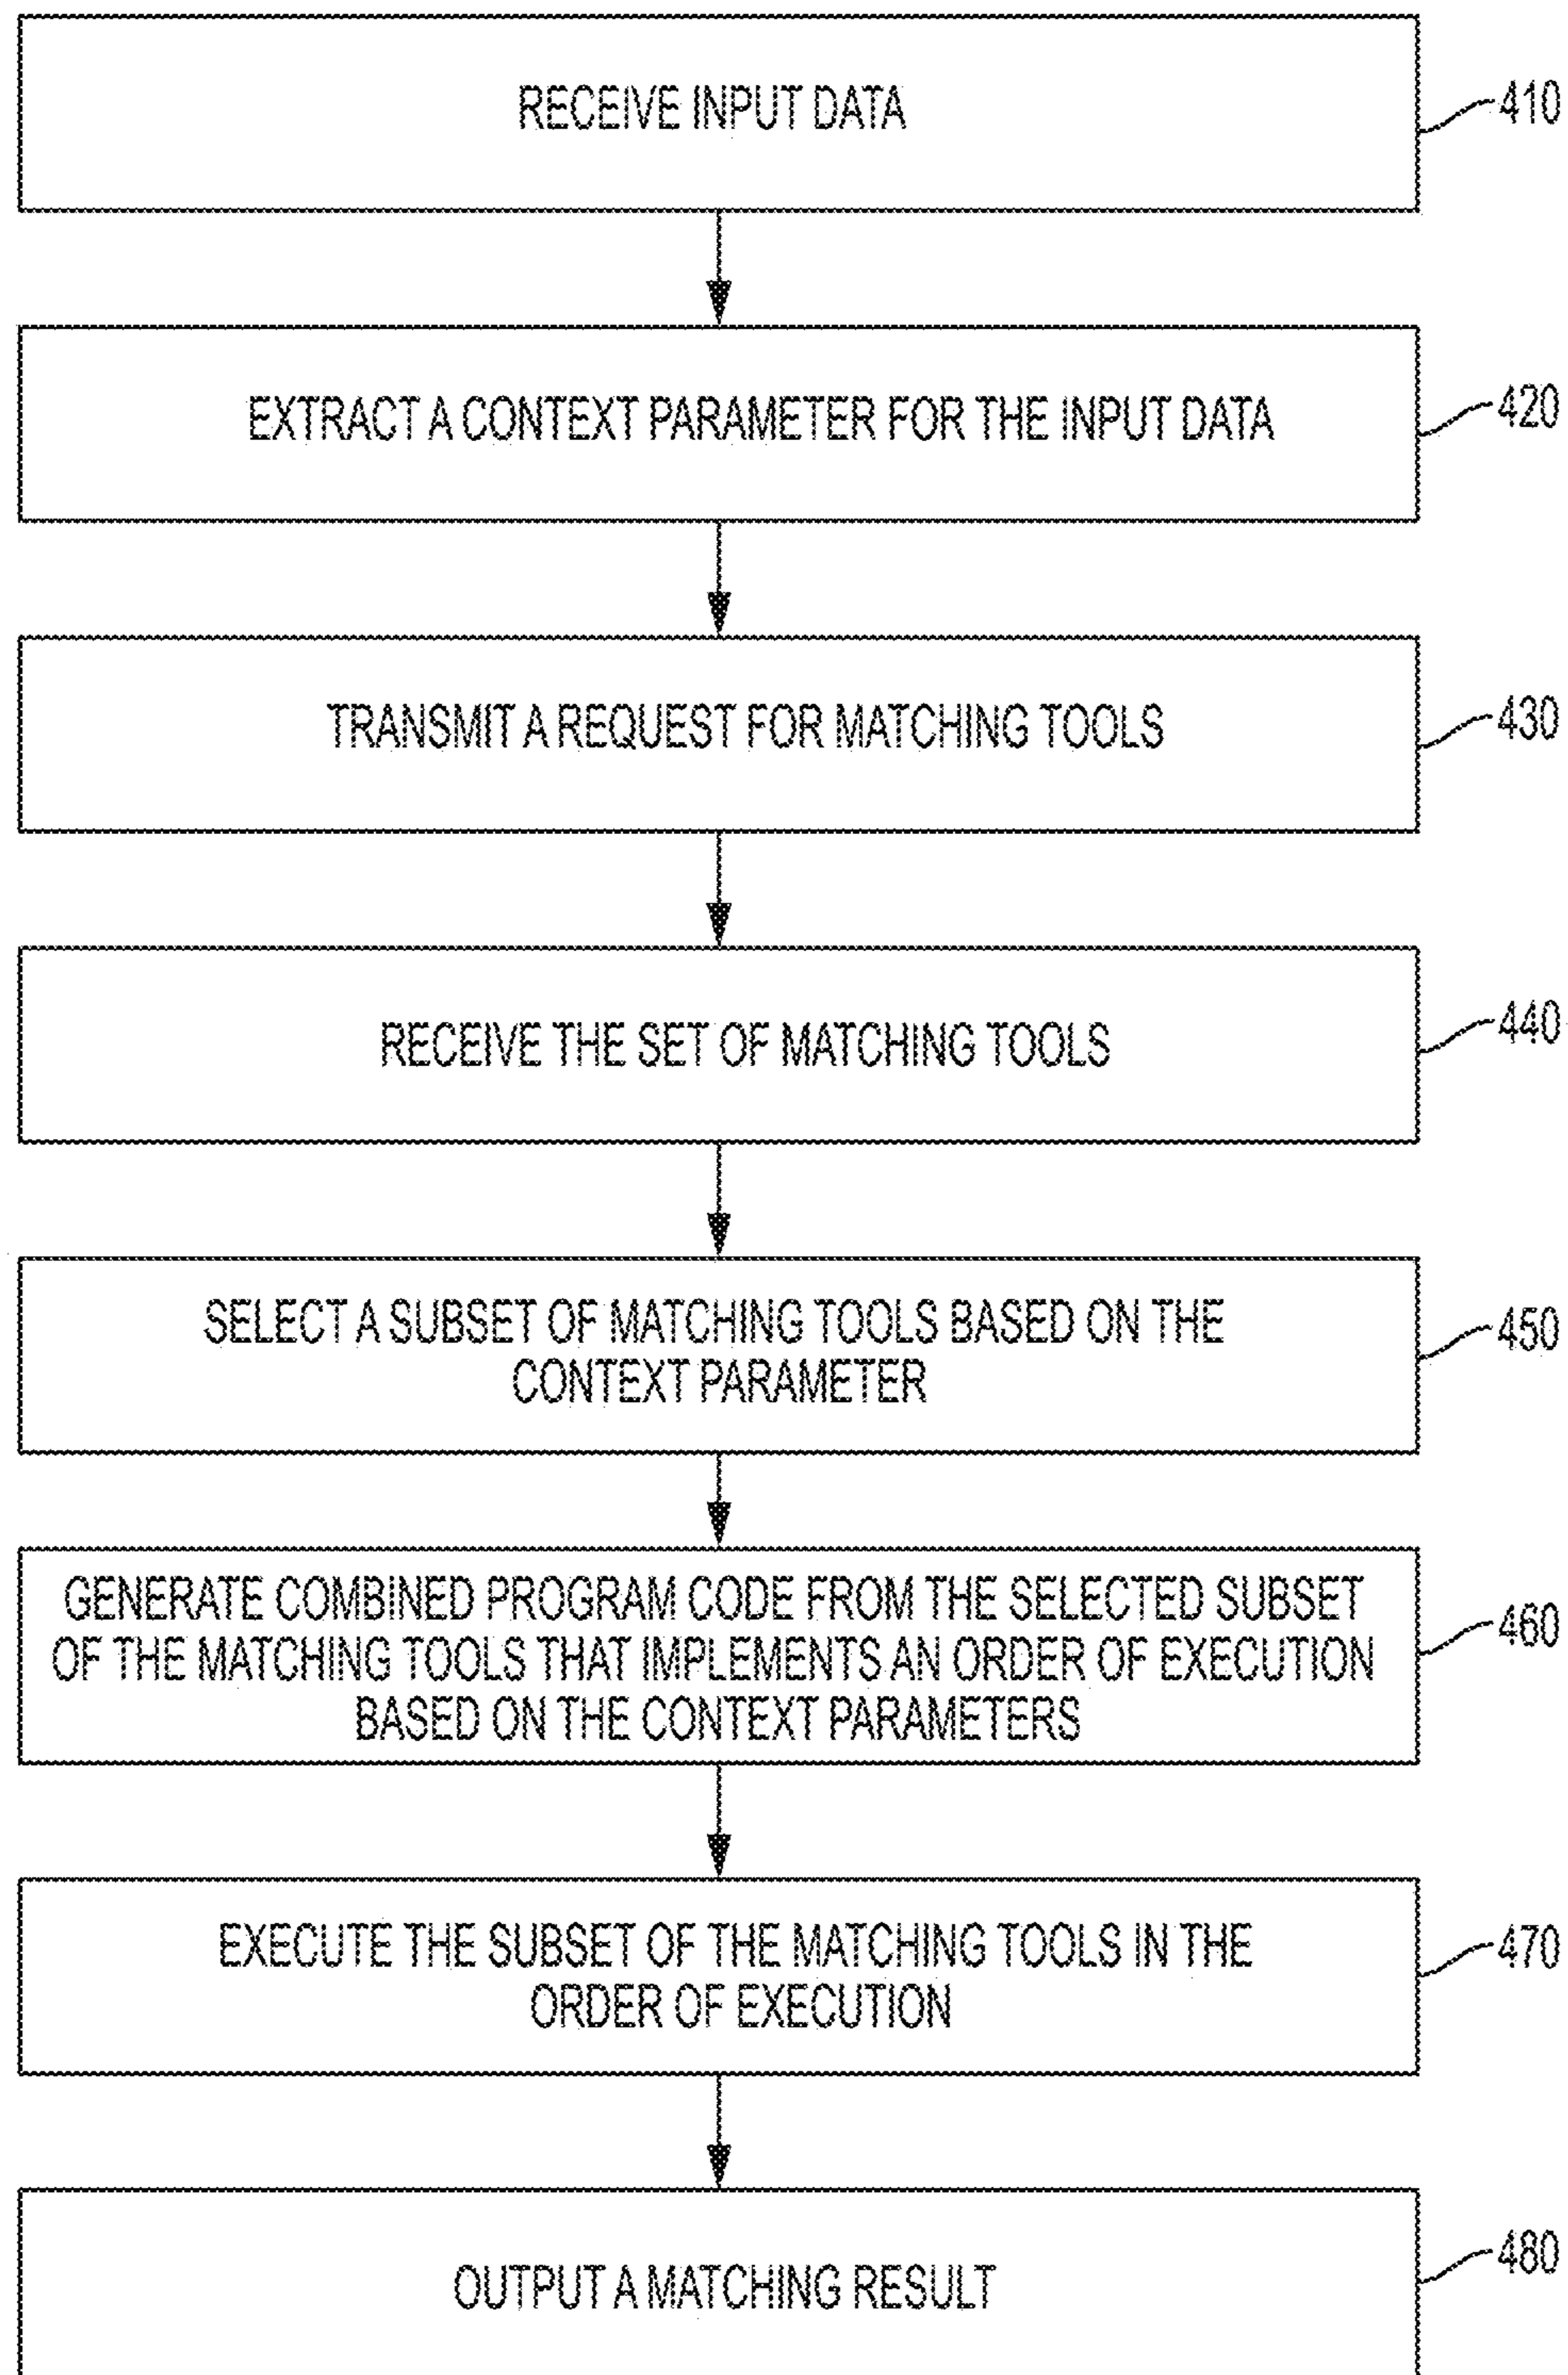 RECEIVE INPUT DATA
410
EXTRACT A CONTEXT PARAMETER FOR THE INPUT DATA
420
TRANSMIT A REQUEST FOR MATCHING TOOLS
430
RECEIVE THE SET OF MATCHING TOOLS
440
SELECT A SUBSET OF MATCHING TOOLS BASED ON THE
CONTEXT PARAMETER
450
GENERATE COMBINED PROGRAM CODE FROM THE SELECTED SUBSET
OF THE MATCHING TOOLS THAT IMPLEMENTS AN ORDER OF EXECUTION
BASED ON THE CONTEXT PARAMETERS
460
EXECUTE THE SUBSET OF THE MATCHING TOOLS IN THE
ORDER OF EXECUTION
470
OUTPUT A MATCHING RESULT
480